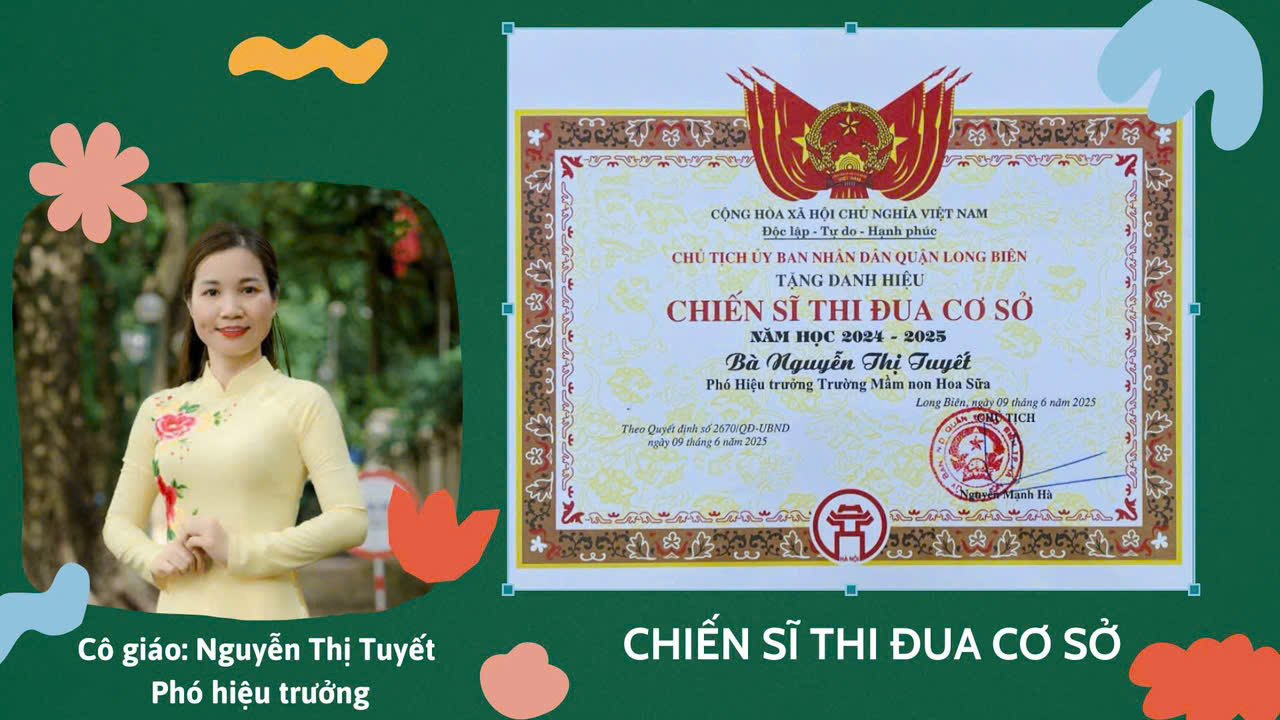 CỘNG HÒA XÃ HỘI CHỦ NGHĨA VIỆT NAM
Độc lập - Tự do - Hạnh phúc
CHỦ TỊCH ỦY BAN NHÂN DÂN QUẬN LONG BIÊN
TẶNG DANH HIỆU
CHIẾN SĨ THI ĐUA CƠ SỞ
NĂM HỌC 2024 - 2025
Bà Nguyễn Thị Tuyết
Phó Hiệu trưởng Trường Mầm non Hoa Sữa
Long Biên, ngày 09 tháng 6 năm 2025
CHỦ TỊCH
Theo Quyết định số 2670/QĐ-UBND
ngày 09 tháng 6 năm 2025
Nguyễn Mạnh Hà
HÀ NỘI
Cô giáo: Nguyễn Thị Tuyết
Phó hiệu trưởng
CHIẾN SĨ THI ĐUA CƠ SỞ